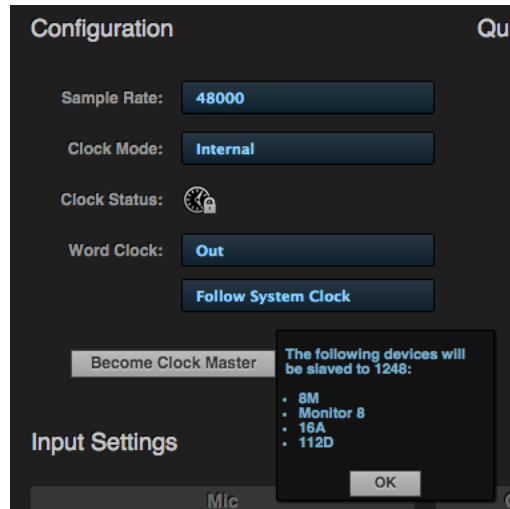 Configuration
Qu
Sample Rate: 48000
Clock Mode: Internal
Clock Status:
Word Clock: Out
Follow System Clock
Become Clock Master
The following devices will
be slaved to 1248:
• 8M
• Monitor 8
• 16A
• 112D
OK
Input Settings
Mic